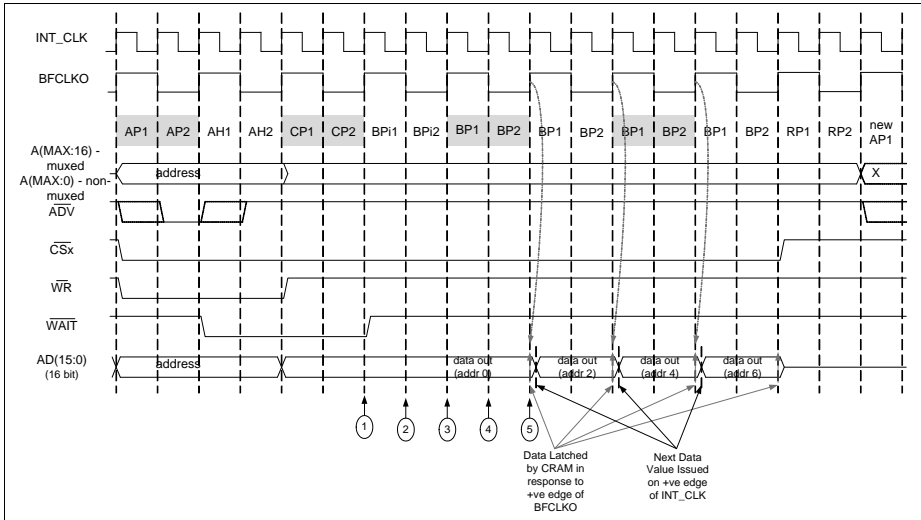 INT_CLK
BFCLKO
AP1 AP2 AH1 AH2 CP1 CP2 BPi1 BPi2 BP1 BP2 BP1 BP2 BP1 BP2 BP1 BP2 RP1 RP2 new AP1
A(MAX:16) - muxed
A(MAX:0) - non-muxed
address
X
ADV
CSx
WR
WAIT
AD(15:0)
(16 bit)
address
data out (addr 0)
data out (addr 2)
data out (addr 4)
data out (addr 6)
1 2 3 4 5
Data Latched
by CRAM in
response to
+ve edge of
BFCLKO
Next Data
Value Issued
on +ve edge
of INT_CLK